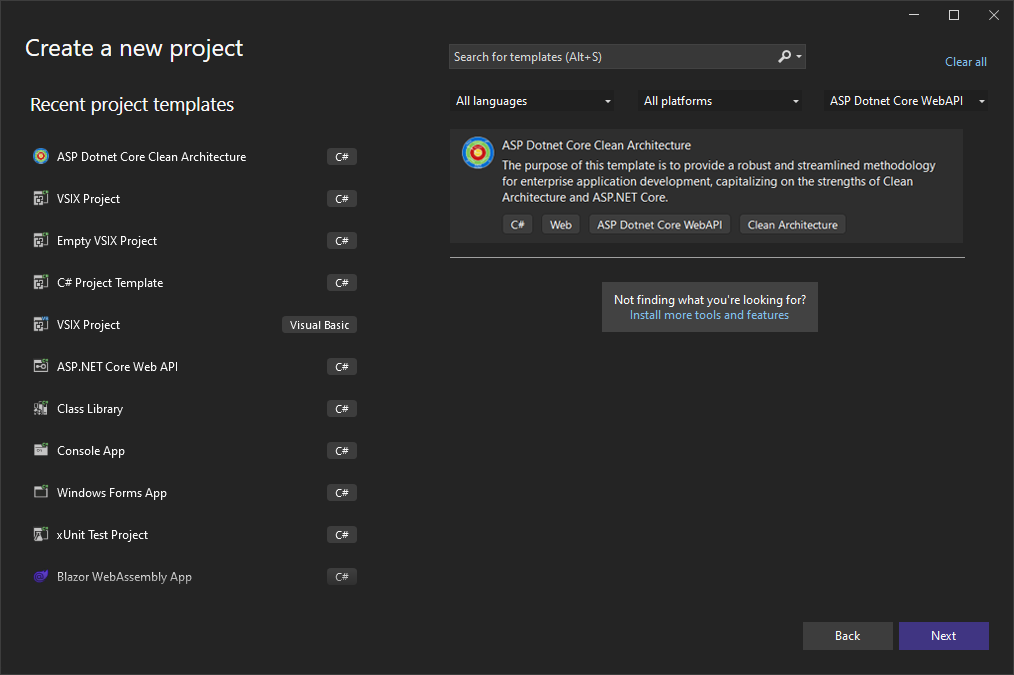 Create a new project
Search for templates (Alt+S)
Clear all
Recent project templates
All languages
All platforms
ASP Dotnet Core WebAPI
ASP Dotnet Core Clean Architecture C#
VSIX Project C#
Empty VSIX Project C#
C# Project Template C#
VSIX Project Visual Basic
ASP.NET Core Web API C#
Class Library C#
Console App C#
Windows Forms App C#
xUnit Test Project C#
Blazor WebAssembly App C#
ASP Dotnet Core Clean Architecture
The purpose of this template is to provide a robust and streamlined methodology
for enterprise application development, capitalizing on the strengths of Clean
Architecture and ASP.NET Core.
C# Web ASP Dotnet Core WebAPI Clean Architecture
Not finding what you're looking for?
Install more tools and features
Back
Next